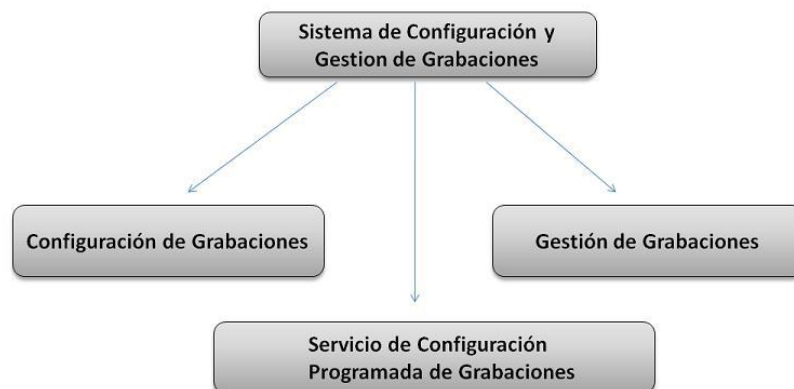 Sistema de Configuración y
Gestion de Grabaciones
Configuración de Grabaciones
Gestión de Grabaciones
Servicio de Configuración
Programada de Grabaciones